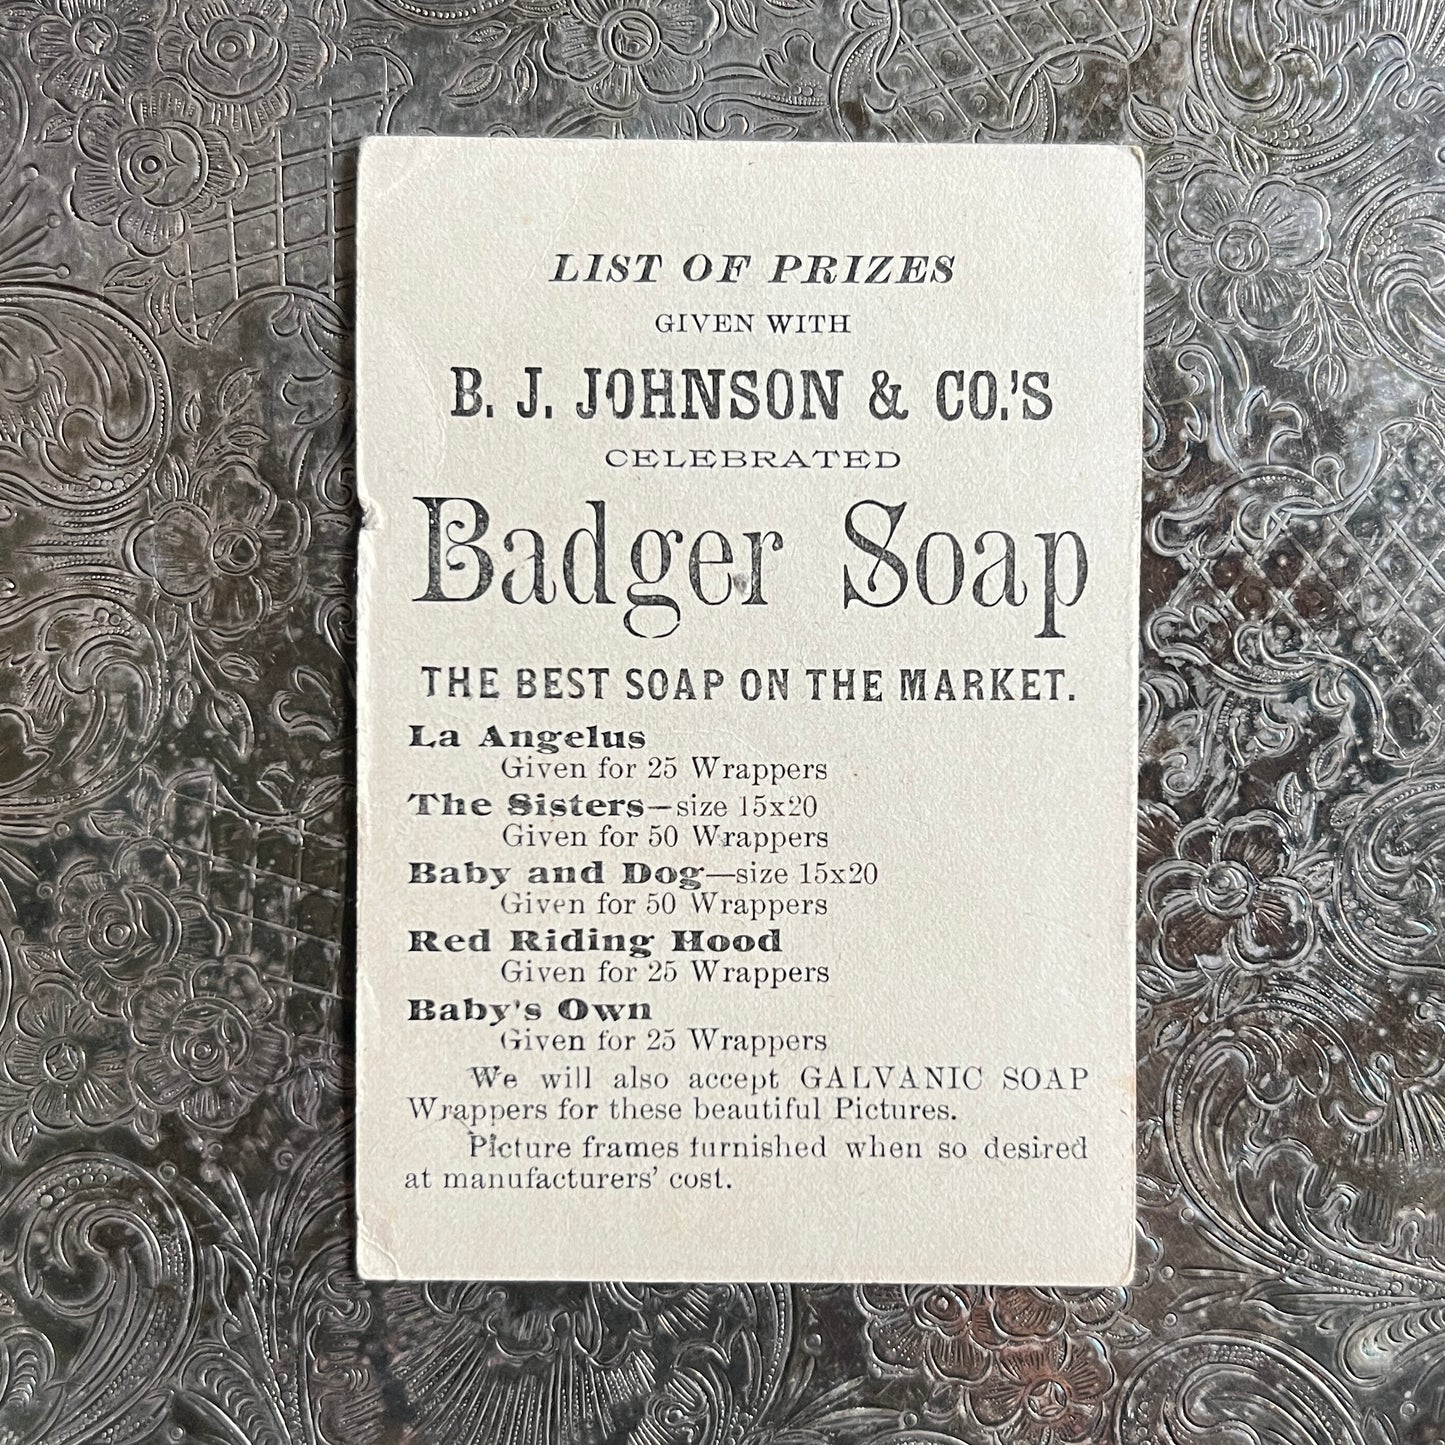 LIST OF PRIZES
GIVEN WITH
B. J. JOHNSON & CO.'S
CELEBRATED
Badger Soap
THE BEST SOAP ON THE MARKET.
La Angelus
Given for 25 Wrappers
The Sisters—size 15x20
Given for 50 Wrappers
Baby and Dog—size 15x20
Given for 50 Wrappers
Red Riding Hood
Given for 25 Wrappers
Baby's Own
Given for 25 Wrappers
We will also accept GALVANIC SOAP
Wrappers for these beautiful Pictures.
Picture frames furnished when so desired
at manufacturers' cost.